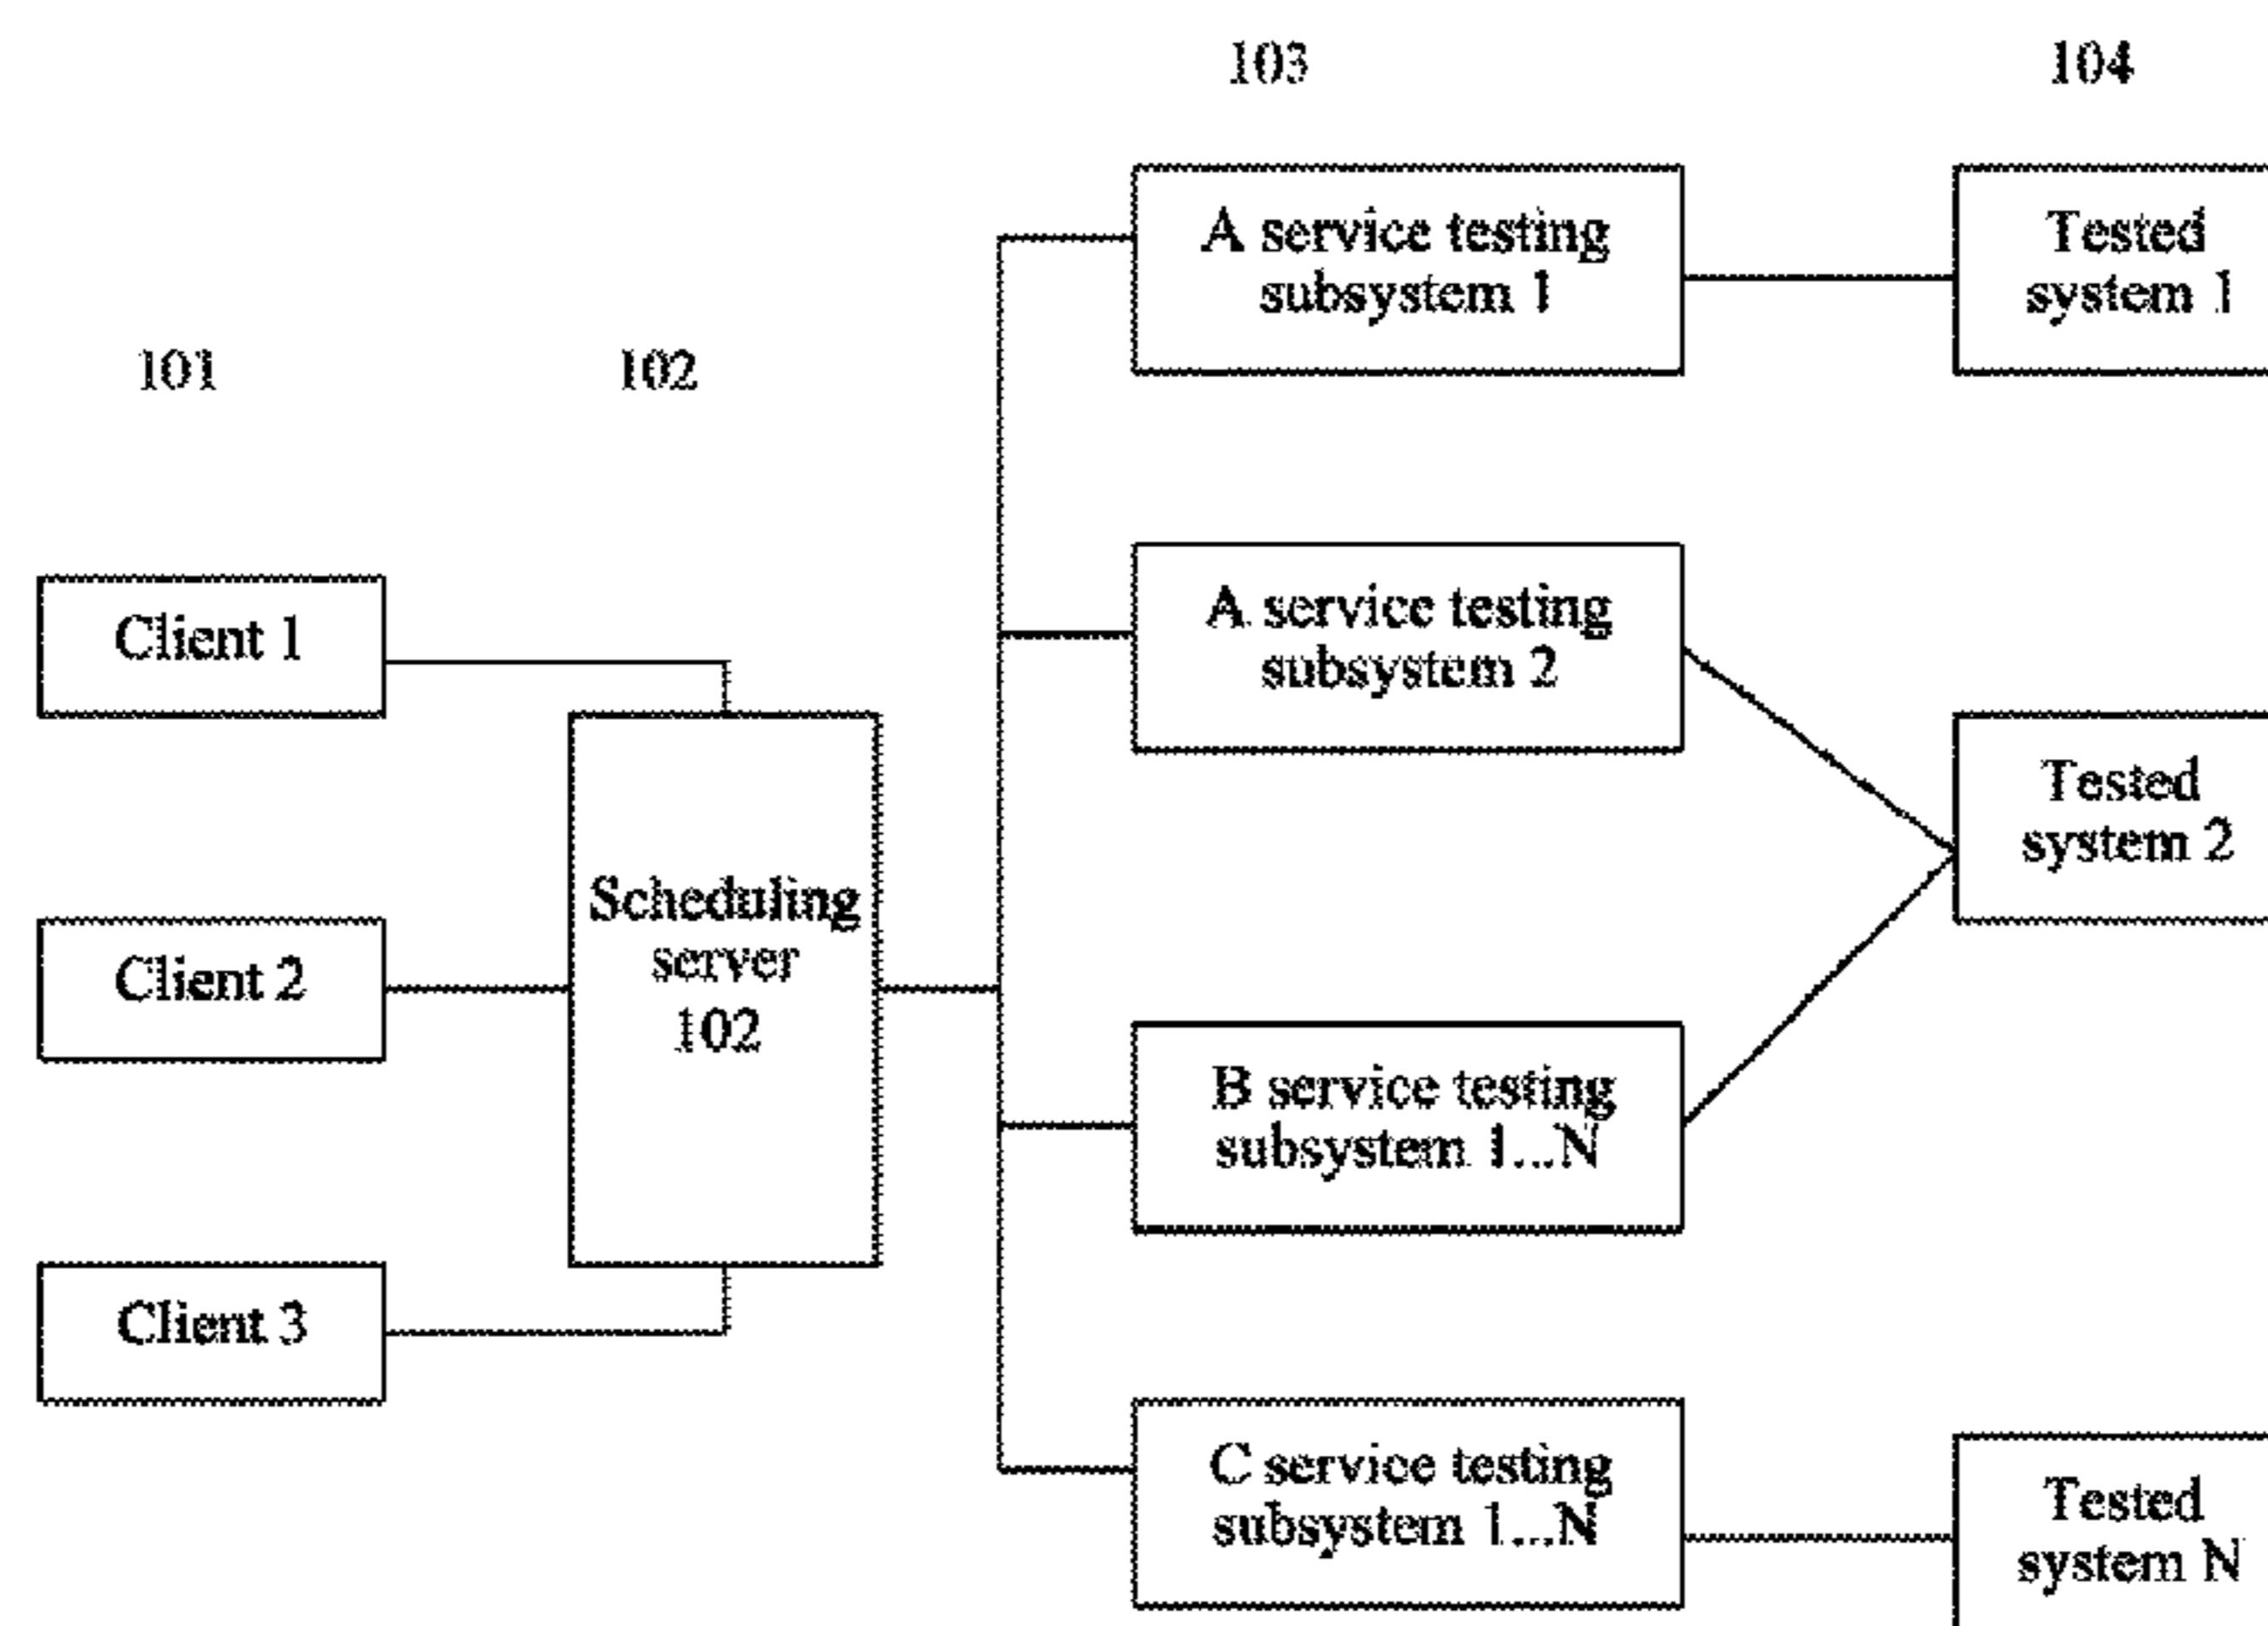 103
104
101
102
A service testing
subsystem 1
Tested
system 1
Client 1
A service testing
subsystem 2
Tested
system 2
Scheduling
server
102
Client 2
B service testing
subsystem 1...N
Client 3
C service testing
subsystem 1...N
Tested
system N